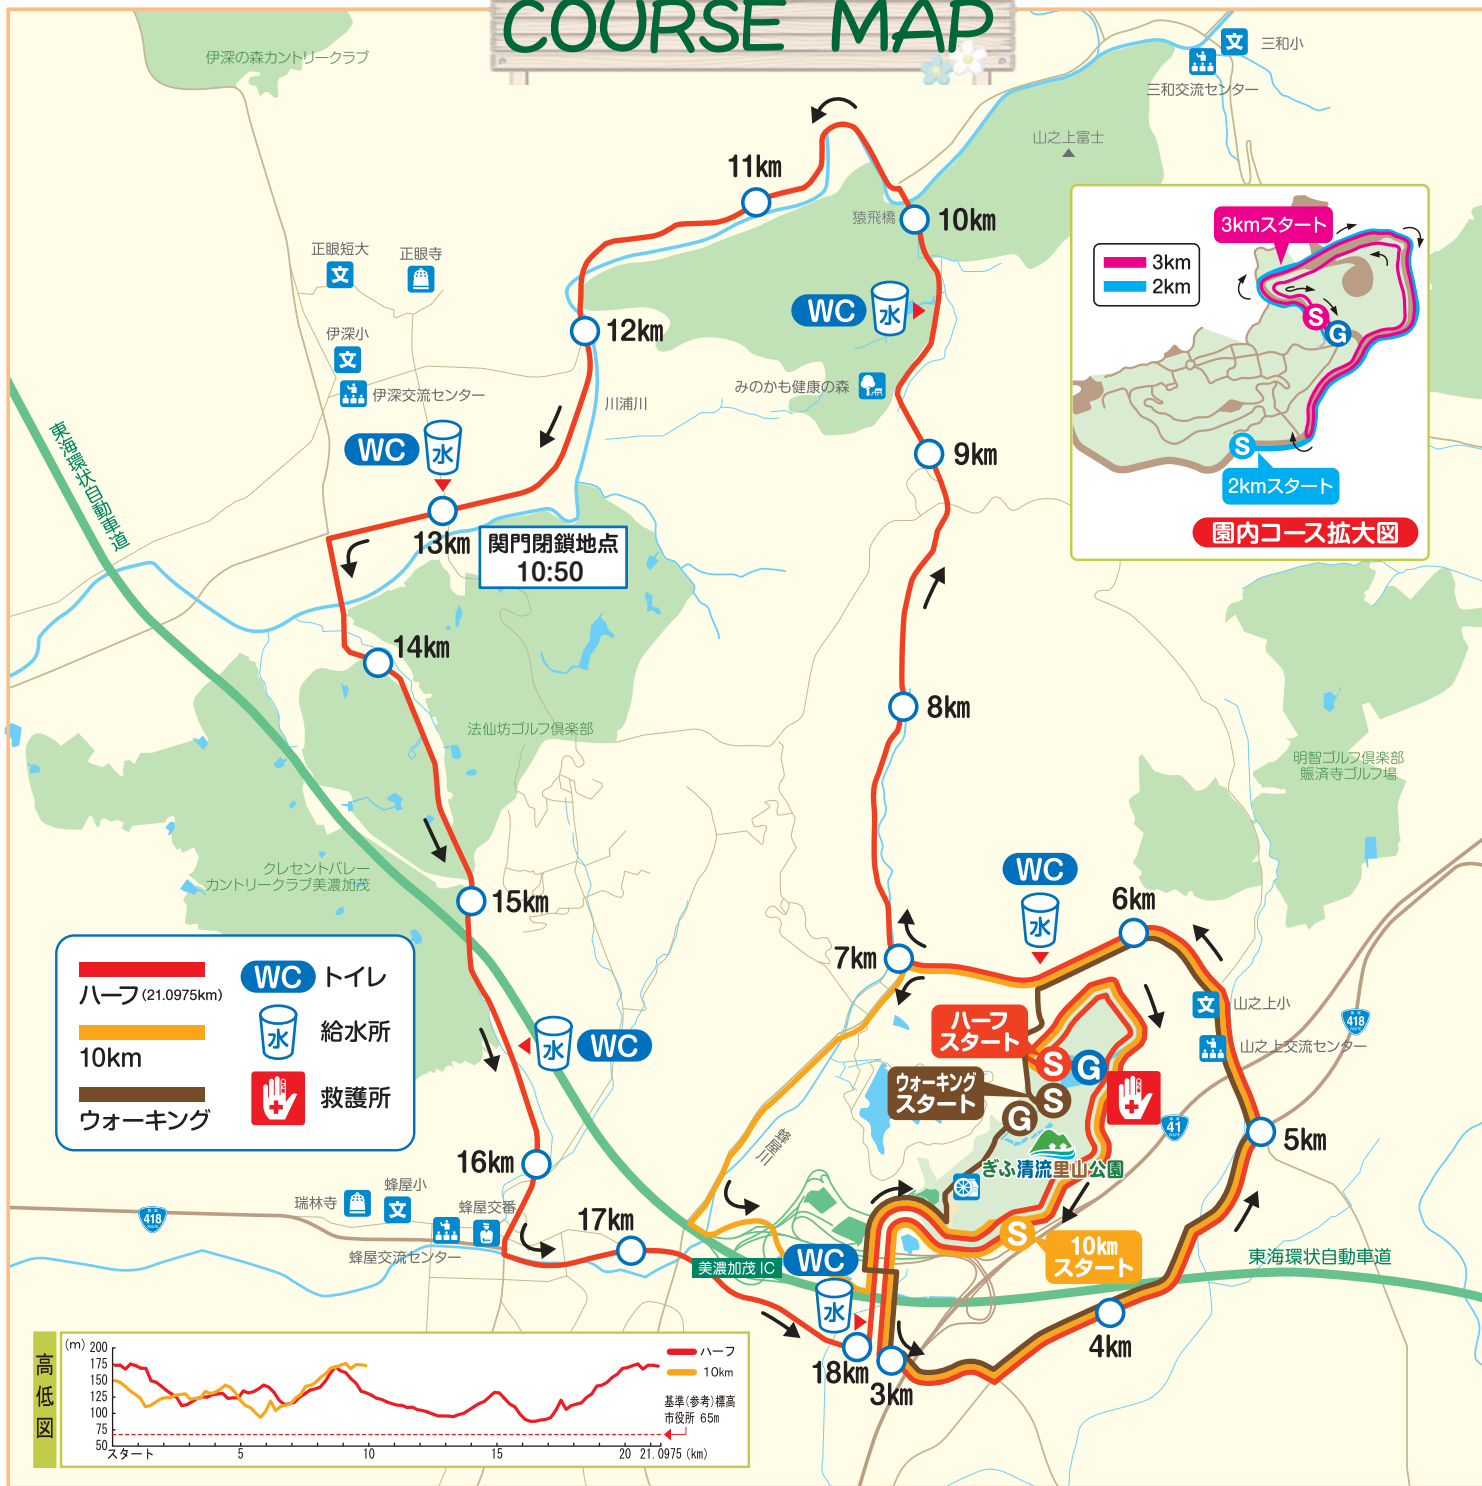 COURSE MAP
伊深の森カントリークラブ
三和小
三和交流センター
山之上富士
11km
猿飛橋
10km
正眼短大
正眼寺
WC
水
12km
伊深小
伊深交流センター
みのかも健康の森
川浦川
WC
水
9km
東海環状自動車道
13km
関門閉鎖地点
10:50
3kmスタート
3km
2km
S
G
S
2kmスタート
園内コース拡大図
14km
8km
法仙坊ゴルフ倶楽部
明智ゴルフ倶楽部
賑済寺ゴルフ場
クレセントバレー
カントリークラブ美濃加茂
15km
WC
水
6km
7km
ハーフ(21.0975km)
10km
ウォーキング
WC トイレ
水 給水所
救護所
水 WC
ハーフ
スタート
S
G
ウォーキング
スタート
S
G
山之上小
418
山之上交流センター
41
5km
ぎふ清流里山公園
蜂屋川
16km
瑞林寺
蜂屋小
蜂屋交番
418
蜂屋交流センター
17km
S
10km
スタート
美濃加茂 IC
WC
水
東海環状自動車道
18km
3km
4km
高低図
(m)
200
175
150
125
100
75
50
スタート
5
10
15
20
21.0975 (km)
ハーフ
10km
基準(参考)標高
市役所 65m